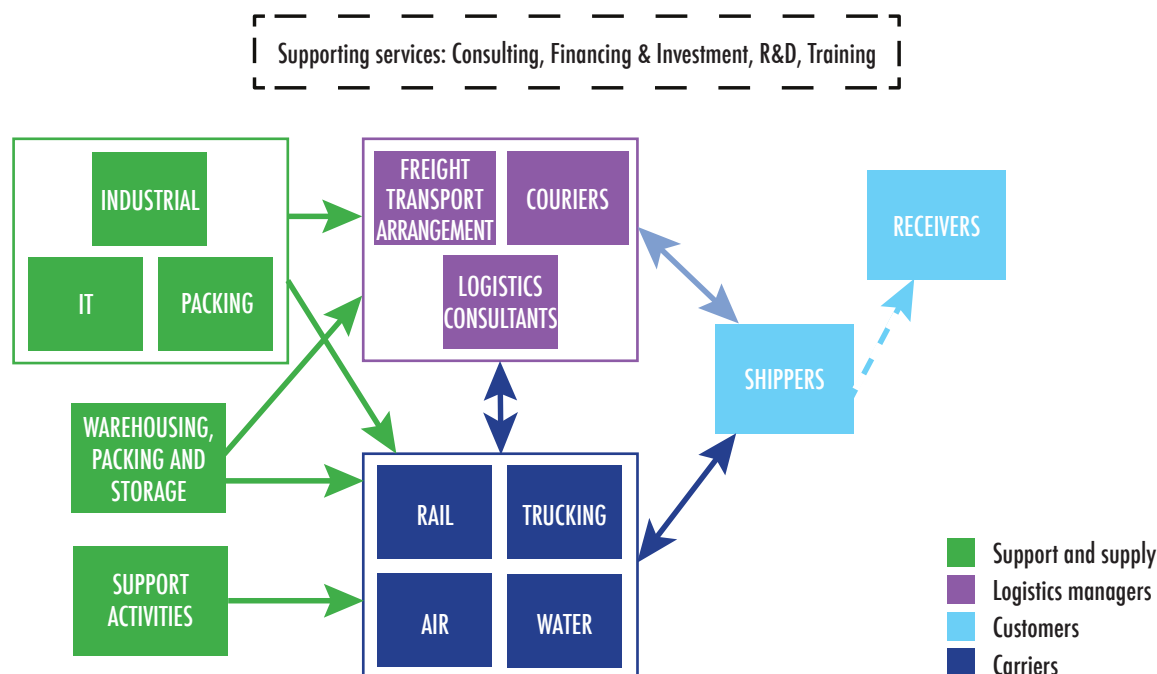 Supporting services: Consulting, Financing & Investment, R&D, Training
INDUSTRIAL
IT
PACKING
FREIGHT
TRANSPORT
ARRANGEMENT
COURIERS
LOGISTICS
CONSULTANTS
RECEIVERS
SHIPPERS
WAREHOUSING,
PACKING AND
STORAGE
RAIL
TRUCKING
SUPPORT
ACTIVITIES
AIR
WATER
Support and supply
Logistics managers
Customers
Carriers